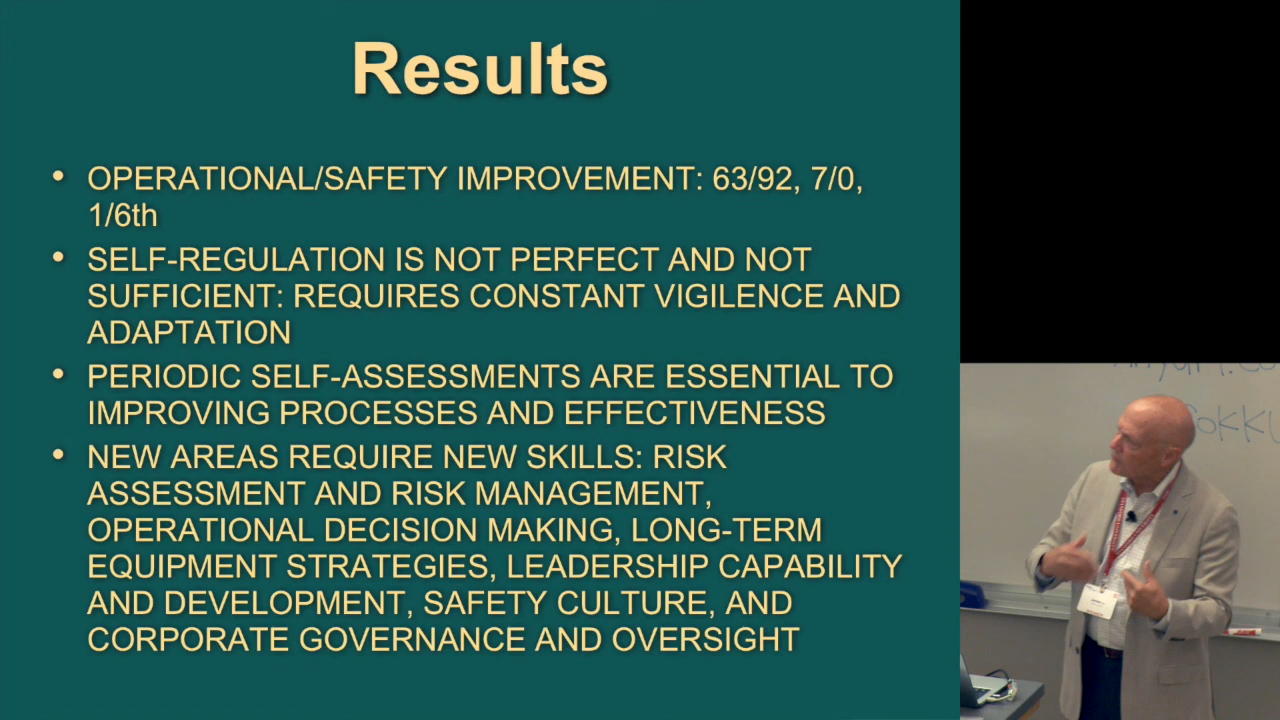 Results
• OPERATIONAL/SAFETY IMPROVEMENT: 63/92, 7/0,
1/6th
• SELF-REGULATION IS NOT PERFECT AND NOT
SUFFICIENT: REQUIRES CONSTANT VIGILENCE AND
ADAPTATION
• PERIODIC SELF-ASSESSMENTS ARE ESSENTIAL TO
IMPROVING PROCESSES AND EFFECTIVENESS
• NEW AREAS REQUIRE NEW SKILLS: RISK
ASSESSMENT AND RISK MANAGEMENT,
OPERATIONAL DECISION MAKING, LONG-TERM
EQUIPMENT STRATEGIES, LEADERSHIP CAPABILITY
AND DEVELOPMENT, SAFETY CULTURE, AND
CORPORATE GOVERNANCE AND OVERSIGHT